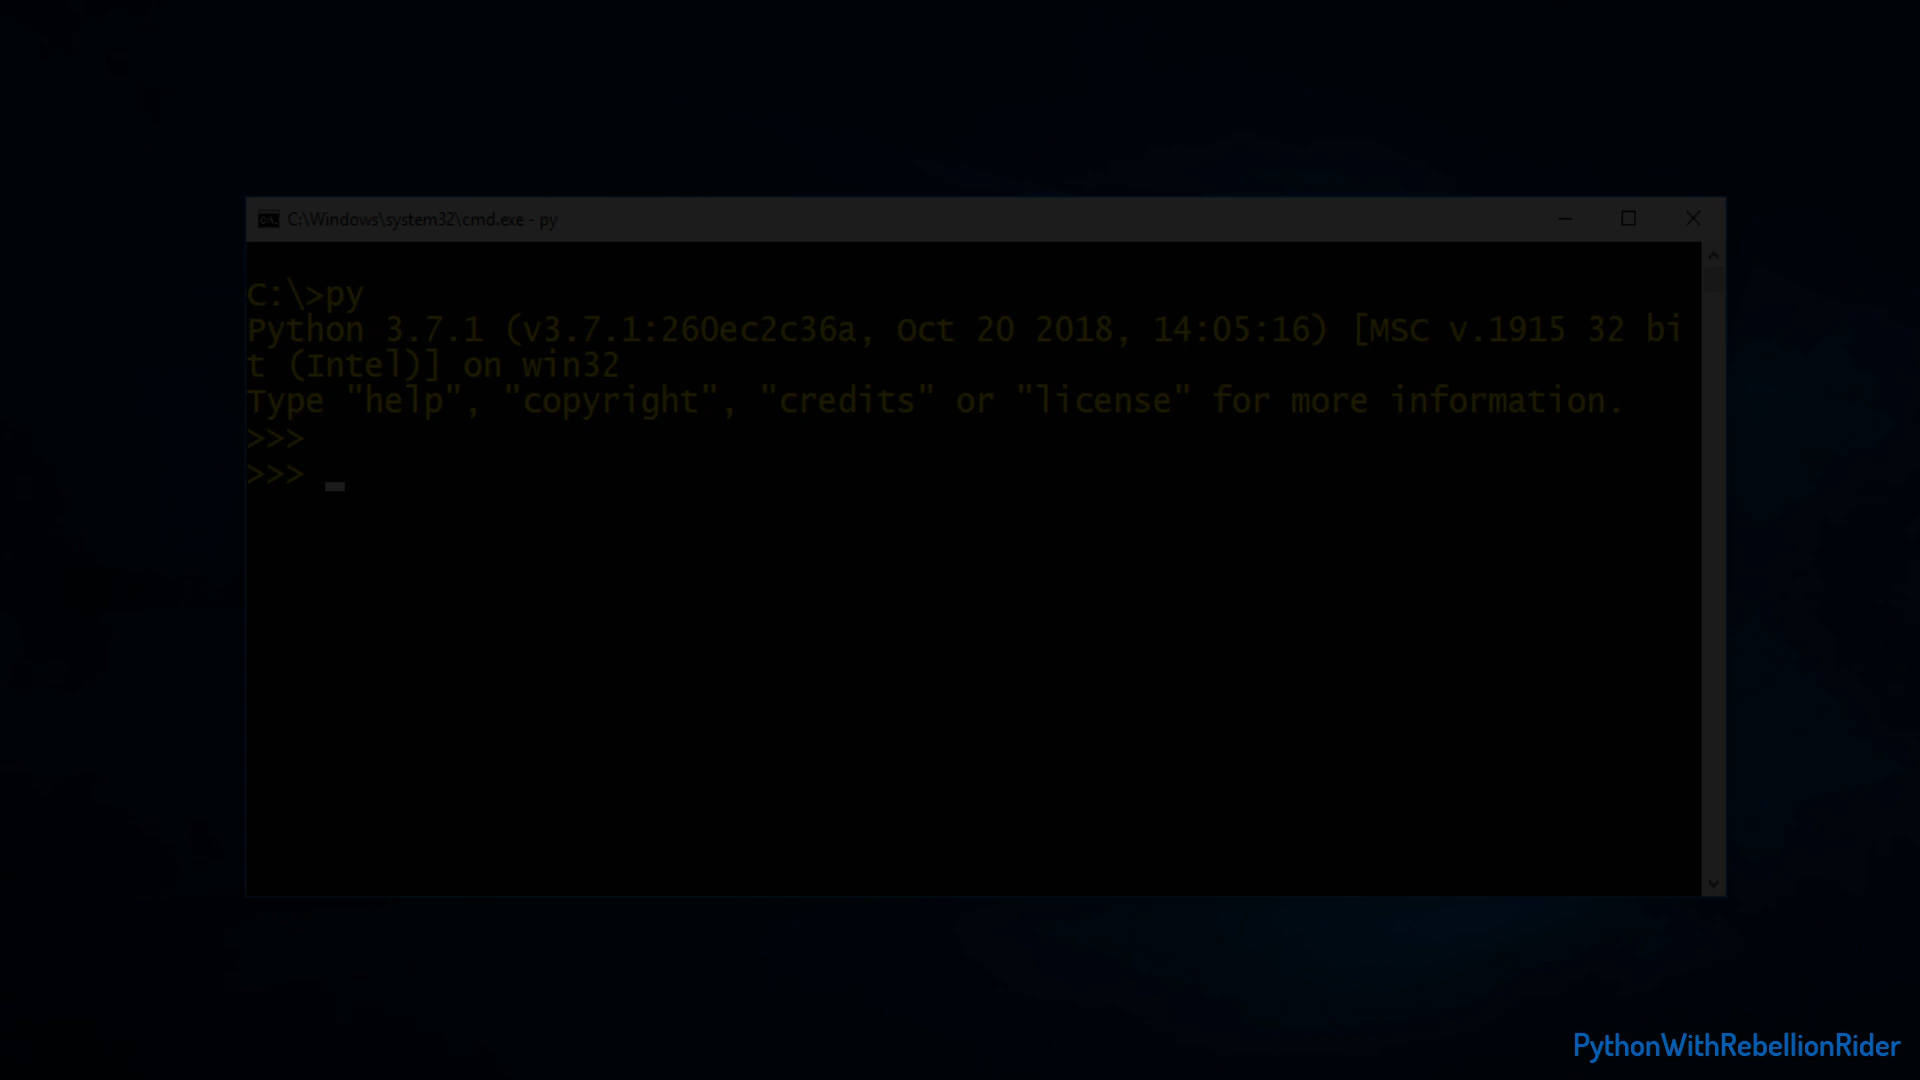 C:\Windows\system32\cmd.exe - py
C:\>py
Python 3.7.1 (v3.7.1:260ec2c36a, Oct 20 2018, 14:05:16) [MSC v.1915 32 bi
t (Intel)] on win32
Type "help", "copyright", "credits" or "license" for more information.
>>>
>>> _
PythonWithRebellionRider